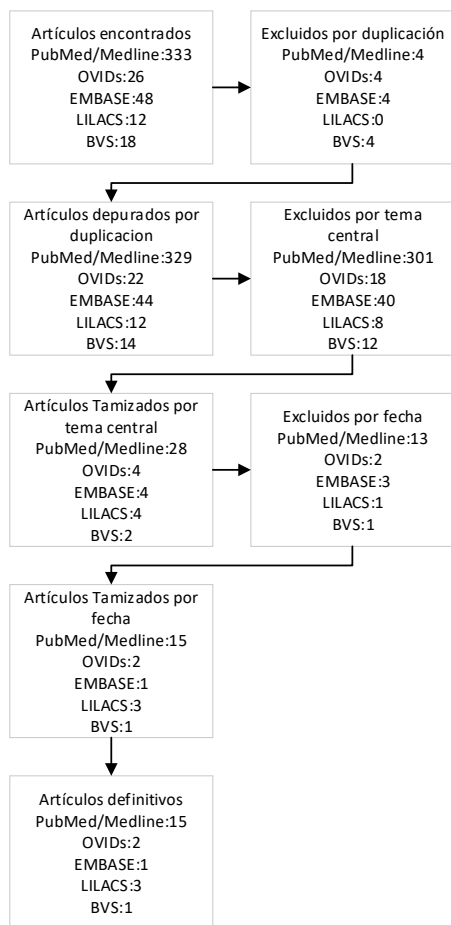 Artículos encontrados
PubMed/Medline:333
OVIDs:26
EMBASE:48
LILACS:12
BVS:18
Excluidos por duplicación
PubMed/Medline:4
OVIDs:4
EMBASE:4
LILACS:0
BVS:4
Artículos depurados por
duplicacion
PubMed/Medline:329
OVIDs:22
EMBASE:44
LILACS:12
BVS:14
Excluidos por tema
central
PubMed/Medline:301
OVIDs:18
EMBASE:40
LILACS:8
BVS:12
Artículos Tamizados por
tema central
PubMed/Medline:28
OVIDs:4
EMBASE:4
LILACS:4
BVS:2
Excluidos por fecha
PubMed/Medline:13
OVIDs:2
EMBASE:3
LILACS:1
BVS:1
Artículos Tamizados por
fecha
PubMed/Medline:15
OVIDs:2
EMBASE:1
LILACS:3
BVS:1
Artículos definitivos
PubMed/Medline:15
OVIDs:2
EMBASE:1
LILACS:3
BVS:1